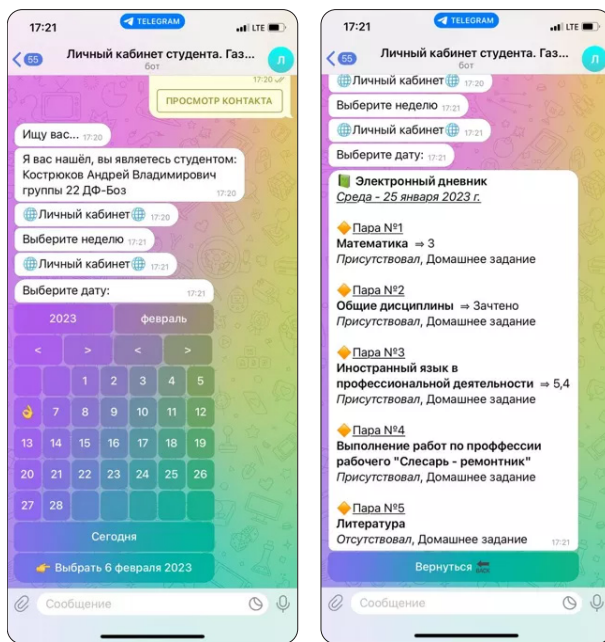 17:21
TELEGRAM
LTE
55
Личный кабинет студента. Газ...
бот
Л
17:20
ПРОСМОТР КОНТАКТА
Ищу вас... 17:20
Я вас нашёл, вы являетесь студентом:
Кострюков Андрей Владимирович
группы 22 ДФ-Боз 17:20
Личный кабинет 17:20
Выберите неделю 17:21
Личный кабинет 17:21
Выберите дату: 17:21
2023 февраль
< > < >
1 2 3 4 5
7 8 9 10 11 12
13 14 15 16 17 18 19
20 21 22 23 24 25 26
27 28
Сегодня
Выбрать 6 февраля 2023
Сообщение
17:21
TELEGRAM
LTE
55
Личный кабинет студента. Газ...
бот
Л
Личный кабинет 17:20
Выберите неделю 17:21
Личный кабинет 17:21
Выберите дату: 17:21
Электронный дневник
Среда - 25 января 2023 г.
Пара №1
Математика ⇒ 3
Присутствовал, Домашнее задание
Пара №2
Общие дисциплины ⇒ Зачтено
Присутствовал, Домашнее задание
Пара №3
Иностранный язык в
профессиональной деятельности ⇒ 5,4
Присутствовал, Домашнее задание
Пара №4
Выполнение работ по проффессии
рабочего "Слесарь - ремонтник"
Присутствовал, Домашнее задание
Пара №5
Литература
Отсутствовал, Домашнее задание 17:21
Вернуться BACK
Сообщение